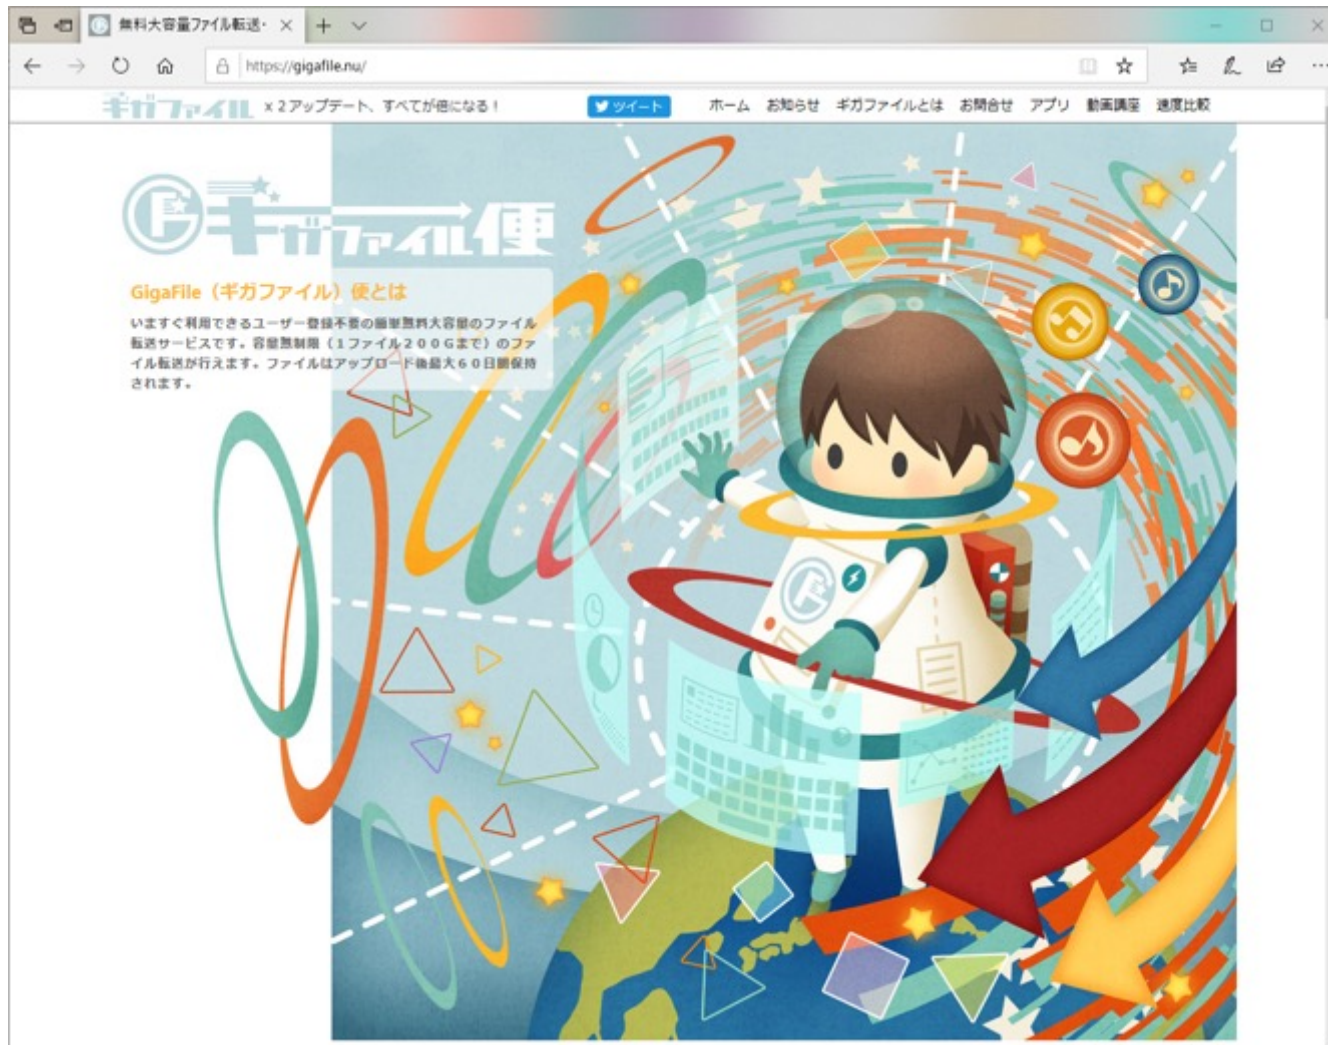 無料大容量ファイル転送・
https://gigafile.nu/
ギガファイル x2アップデート、すべてが倍になる! ツイート ホーム お知らせ ギガファイルとは お問合せ アプリ 動画講座 速度比較
ギガファイル便
GigaFile(ギガファイル)便とは
いますぐ利用できるユーザー登録不要の簡単無料大容量のファイル
転送サービスです。容量無制限(1ファイル200Gまで)のファ
イル転送が行えます。ファイルはアップロード後最大60日間保持
されます。